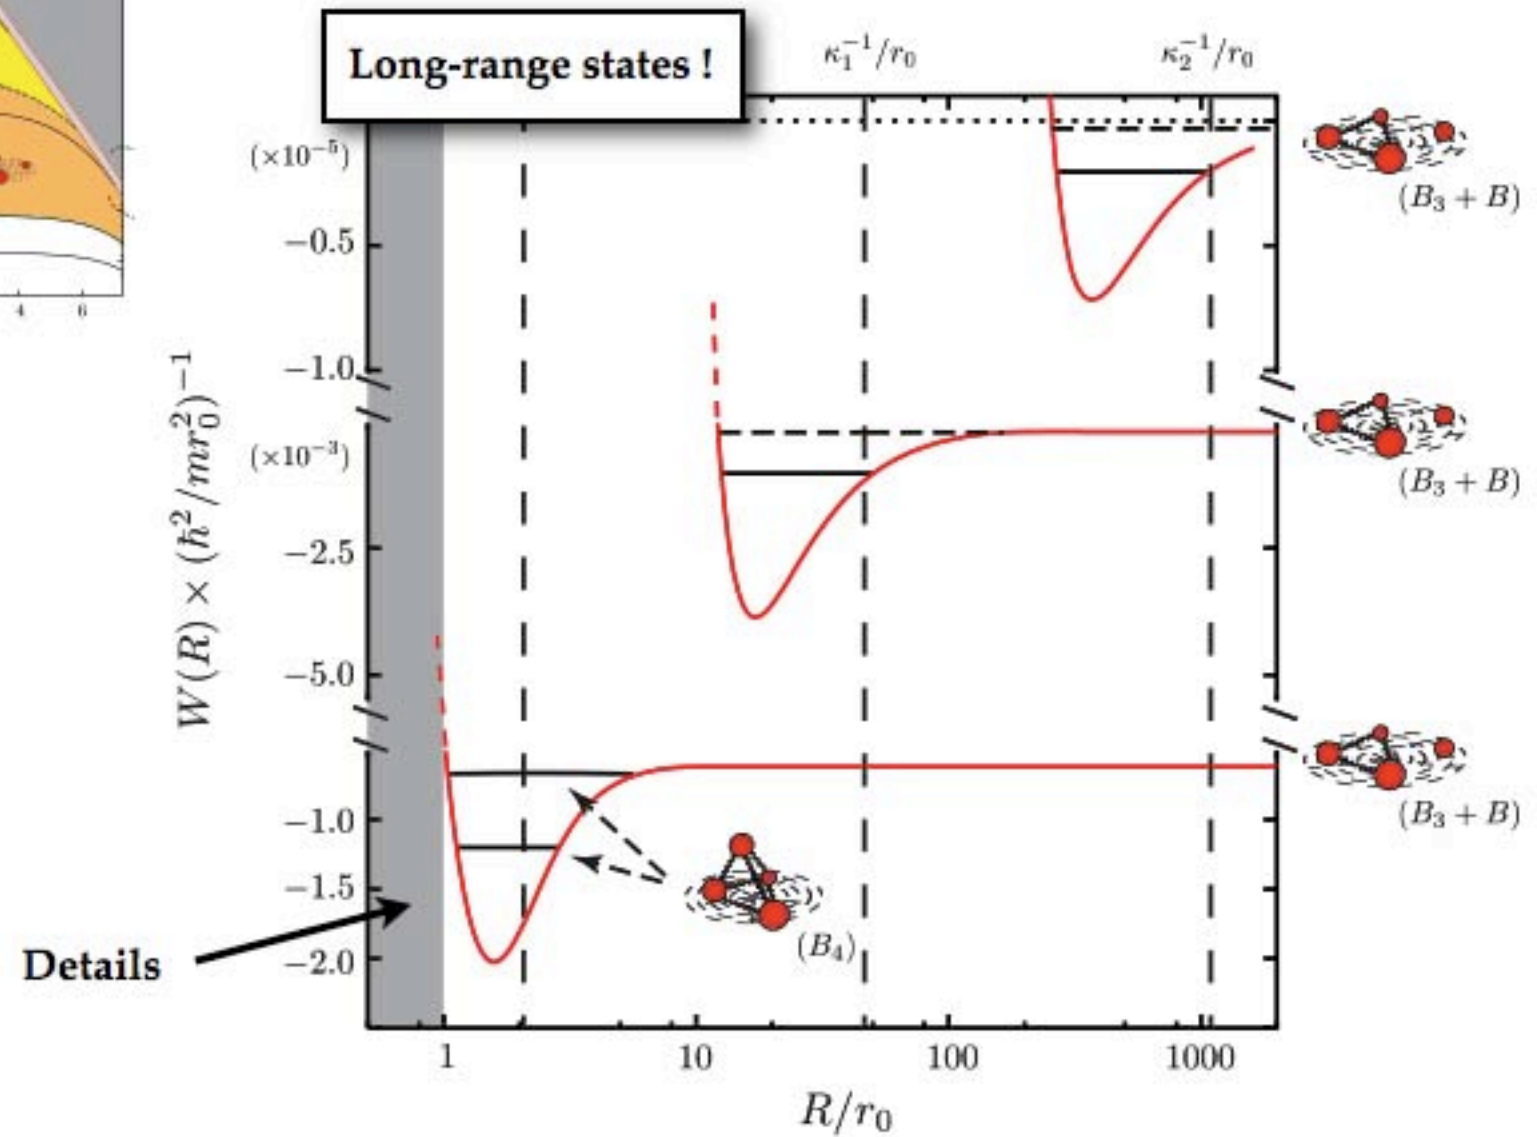 Long-range states !
κ₁⁻¹/r₀
κ₂⁻¹/r₀
(×10⁻⁵)
−0.5
−1.0
(×10⁻³)
−2.5
−5.0
−1.0
−1.5
−2.0
W(R) × (ℏ²/mr₀²)⁻¹
(B₃ + B)
(B₃ + B)
(B₃ + B)
(B₄)
Details
1
10
100
1000
R/r₀
4
6